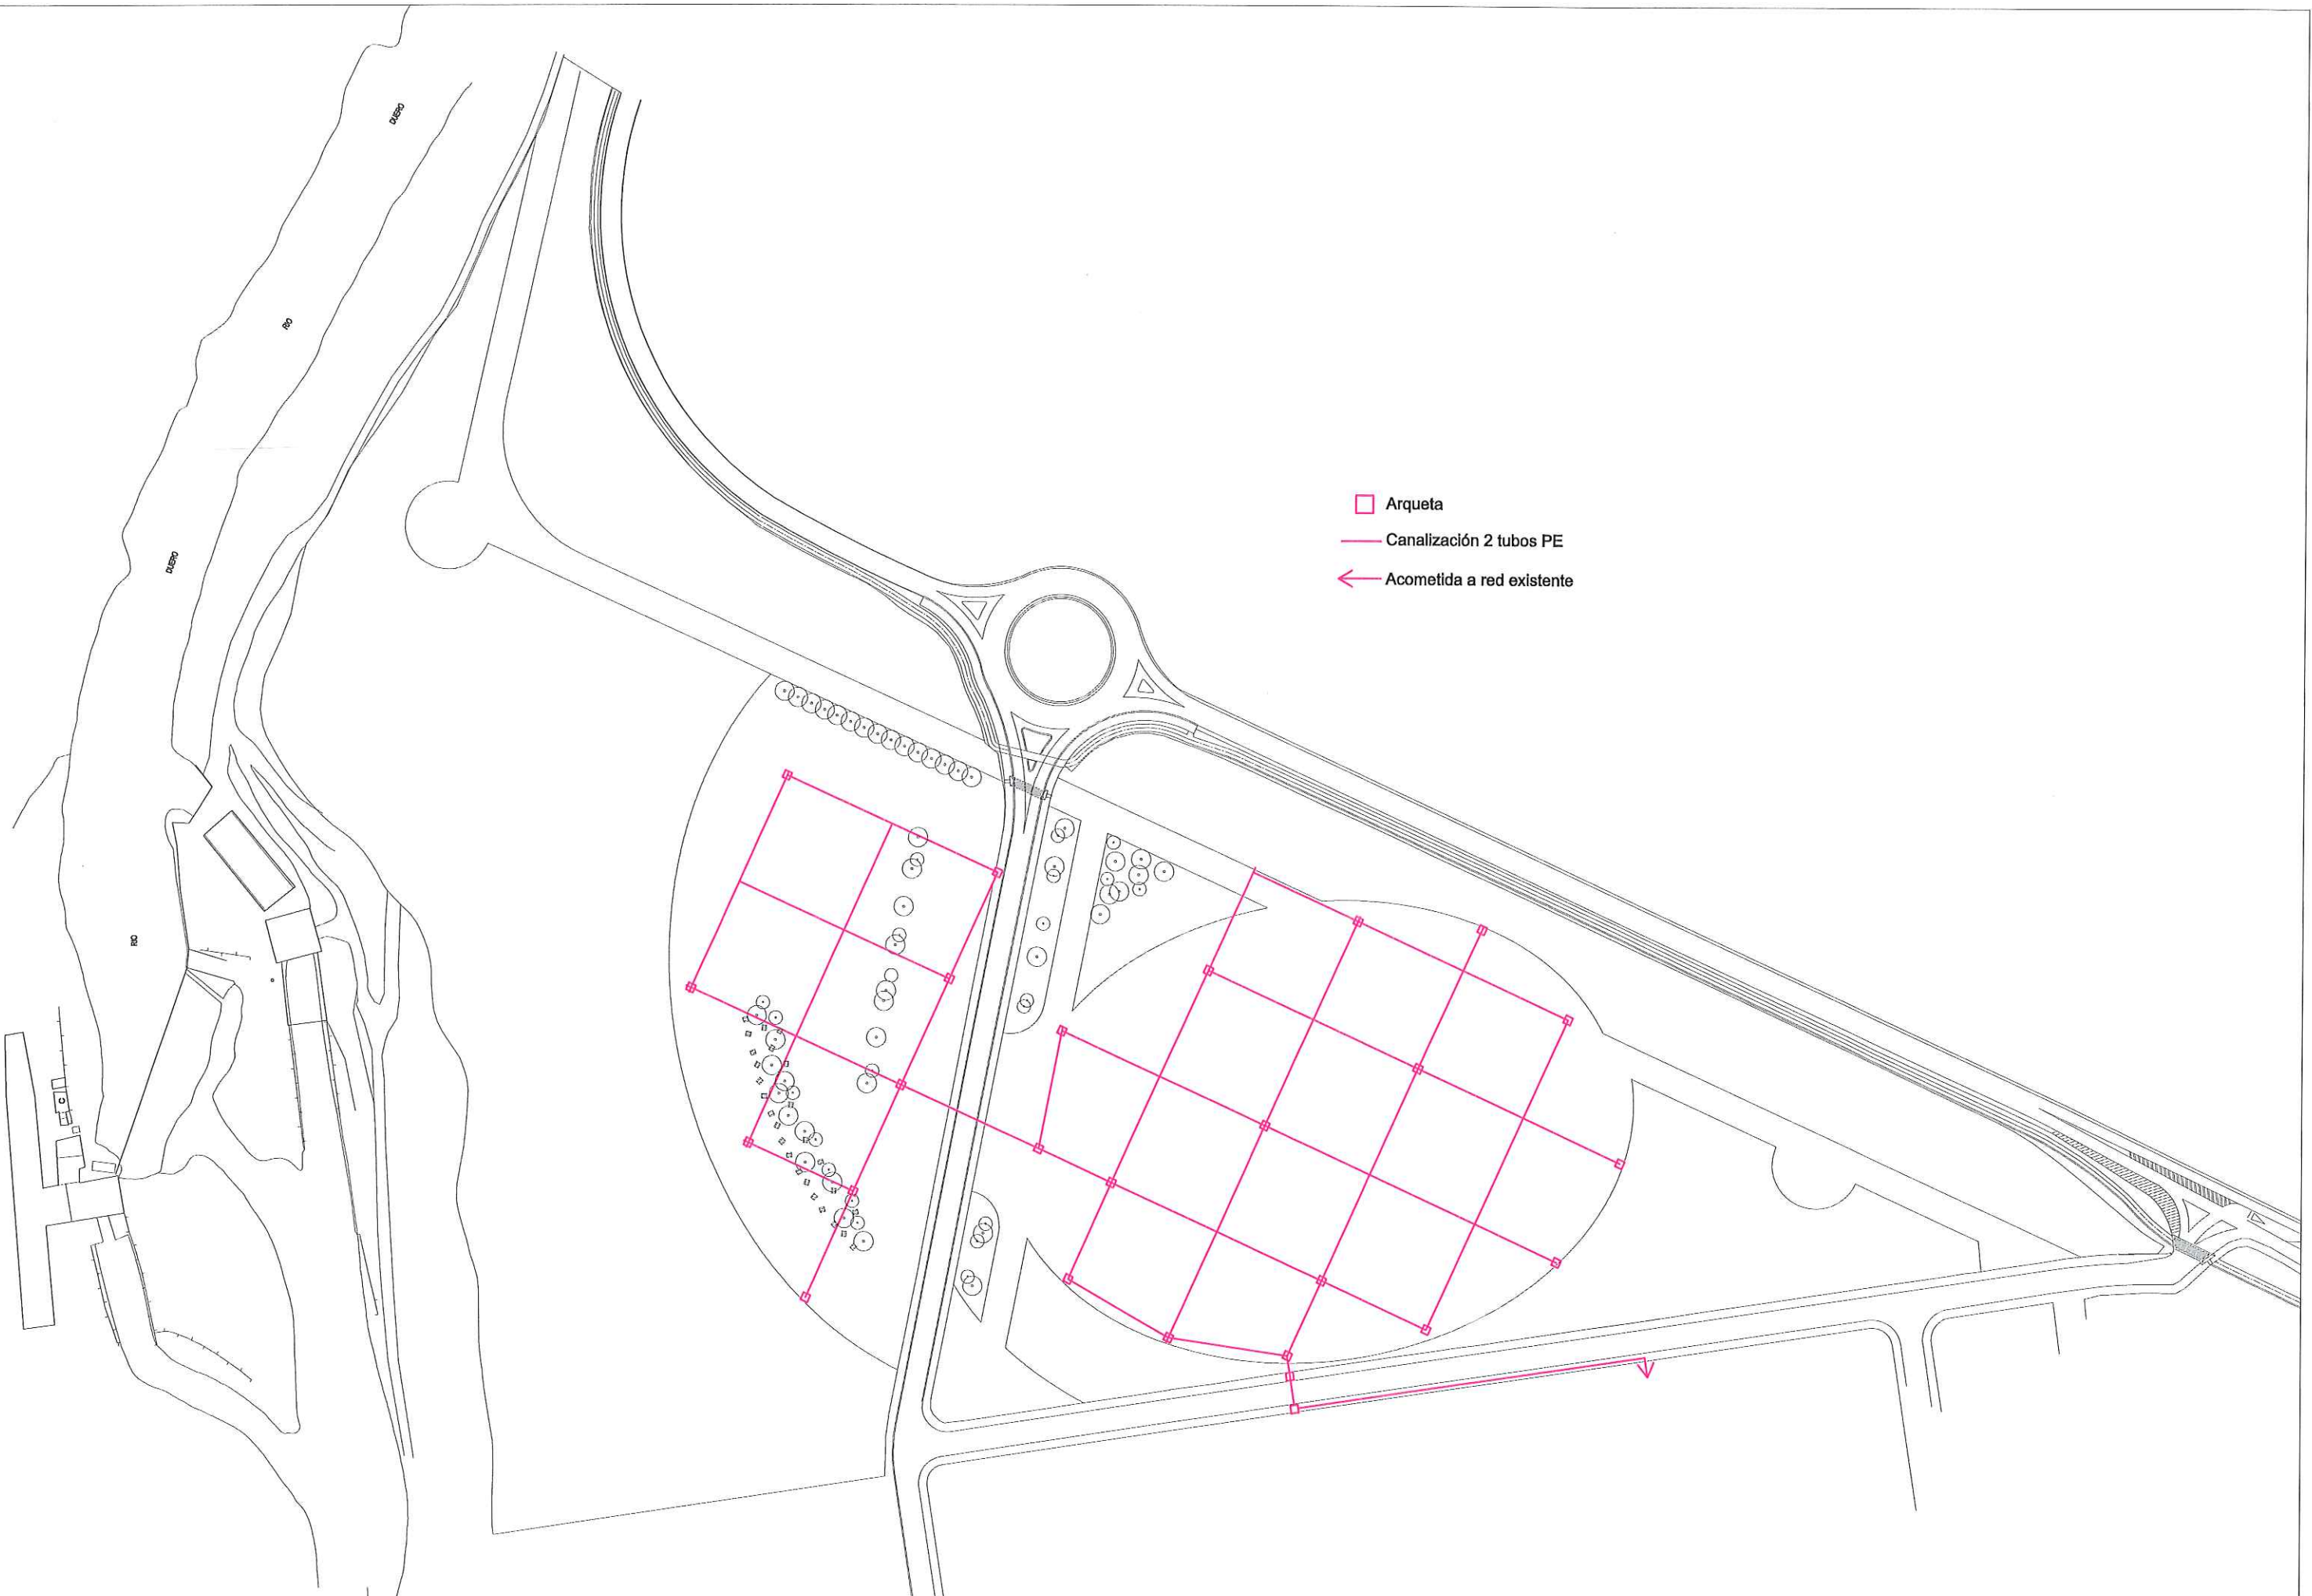 DUERO
RIO
Arqueta
Canalización 2 tubos PE
DUERO
Acometida a red existente
RIO
C